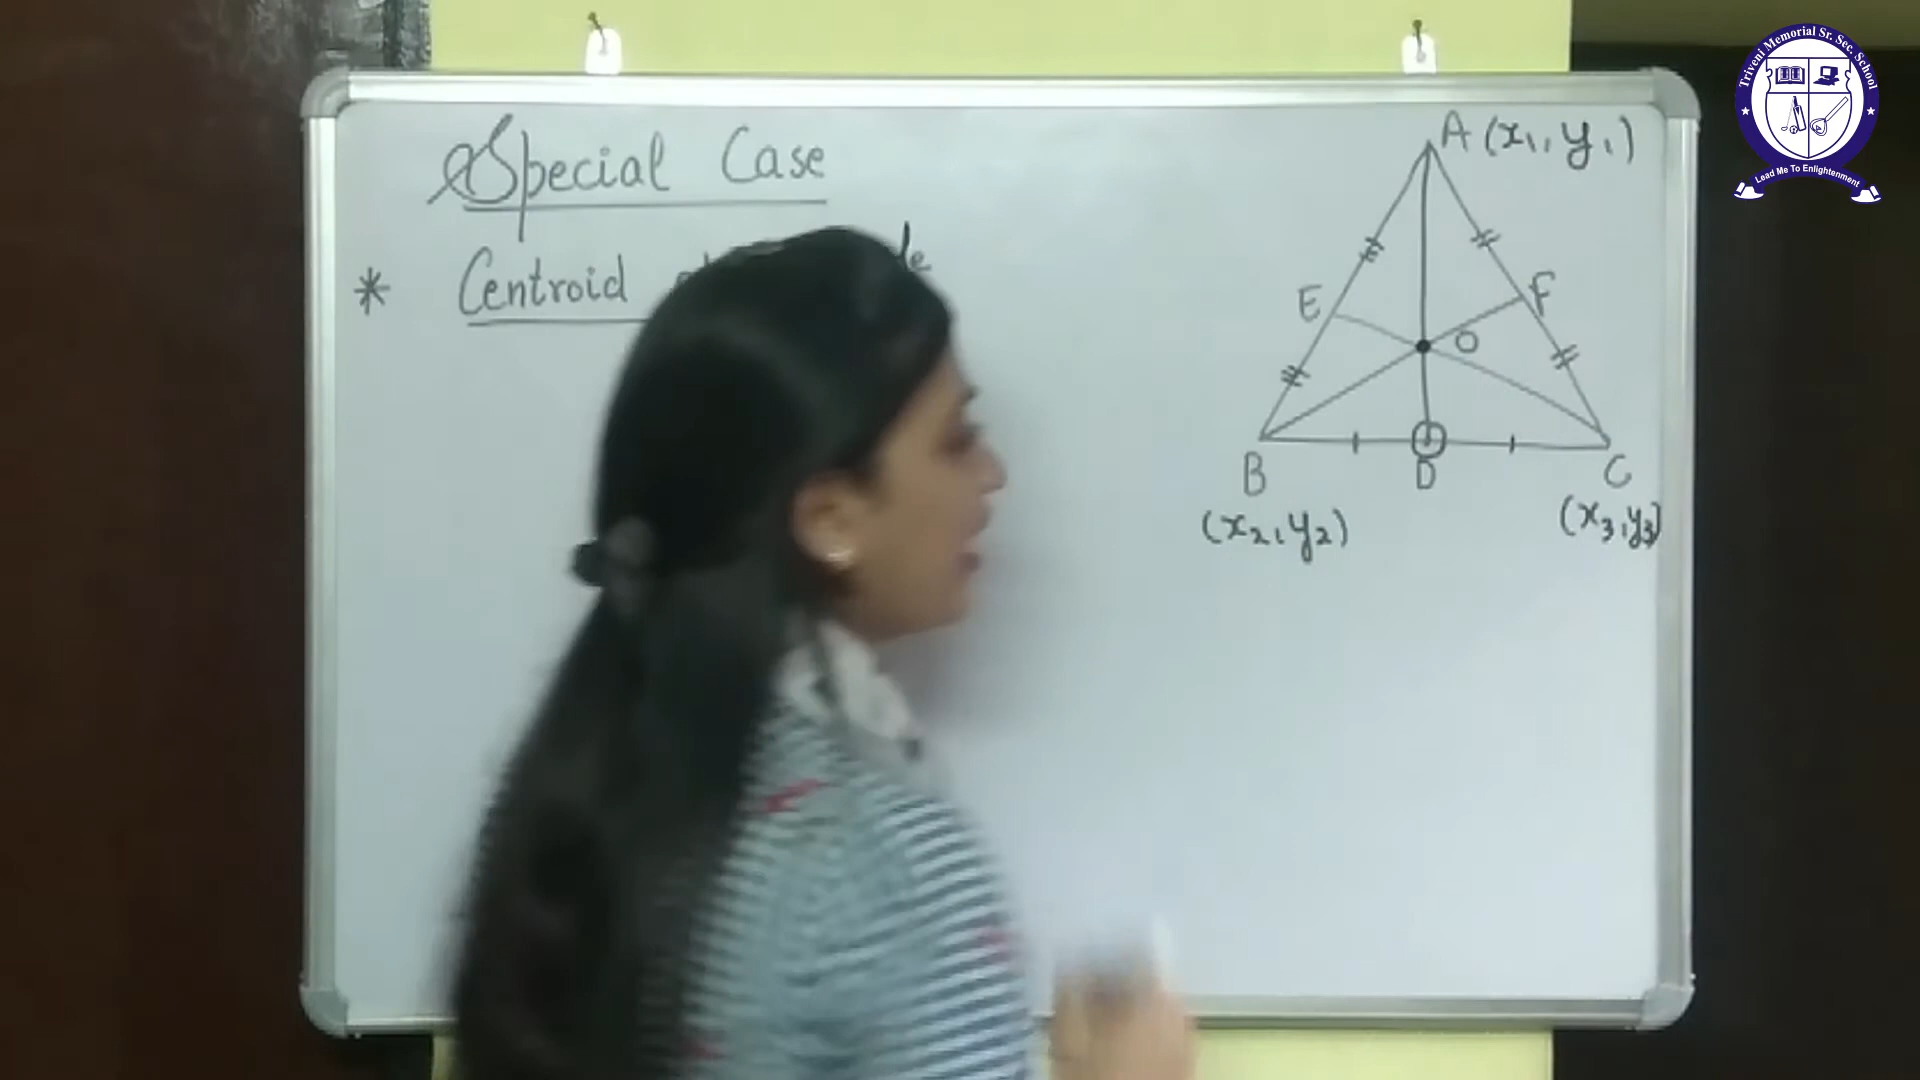 Special Case
* Centroid
A (x₁, y₁)
E
F
O
B
D
C
(x₂, y₂)
(x₃, y₃)
Triveni Memorial Sr. Sec. School
Lead Me To Enlightenment